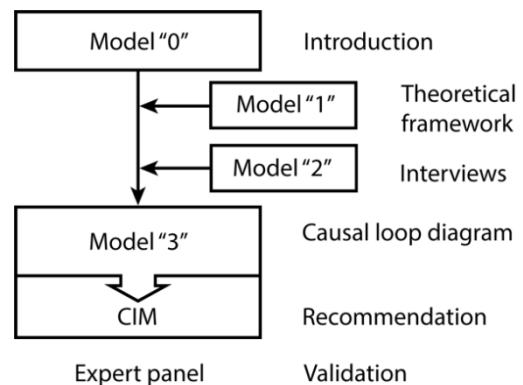 Model “0” Introduction
Model “1” Theoretical
framework
Model “2” Interviews
Model “3” Causal loop diagram
CIM Recommendation
Expert panel Validation